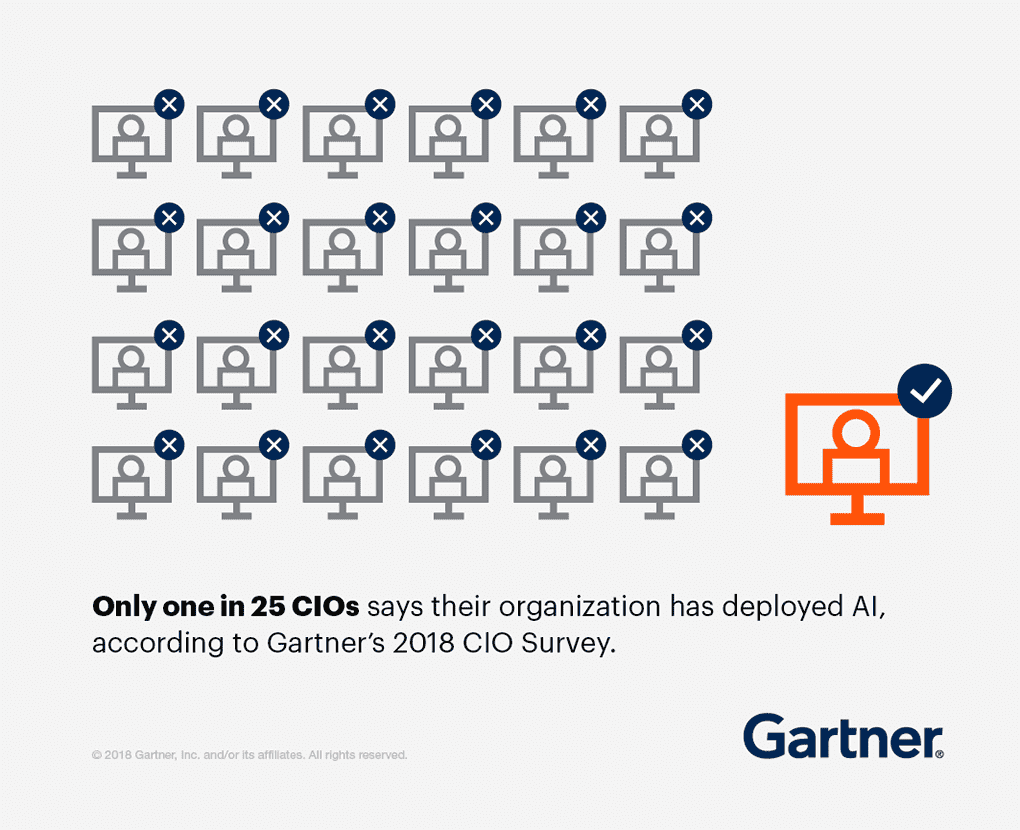 Only one in 25 CIOs says their organization has deployed AI,
according to Gartner’s 2018 CIO Survey.
© 2018 Gartner, Inc. and/or its affiliates. All rights reserved.
Gartner®